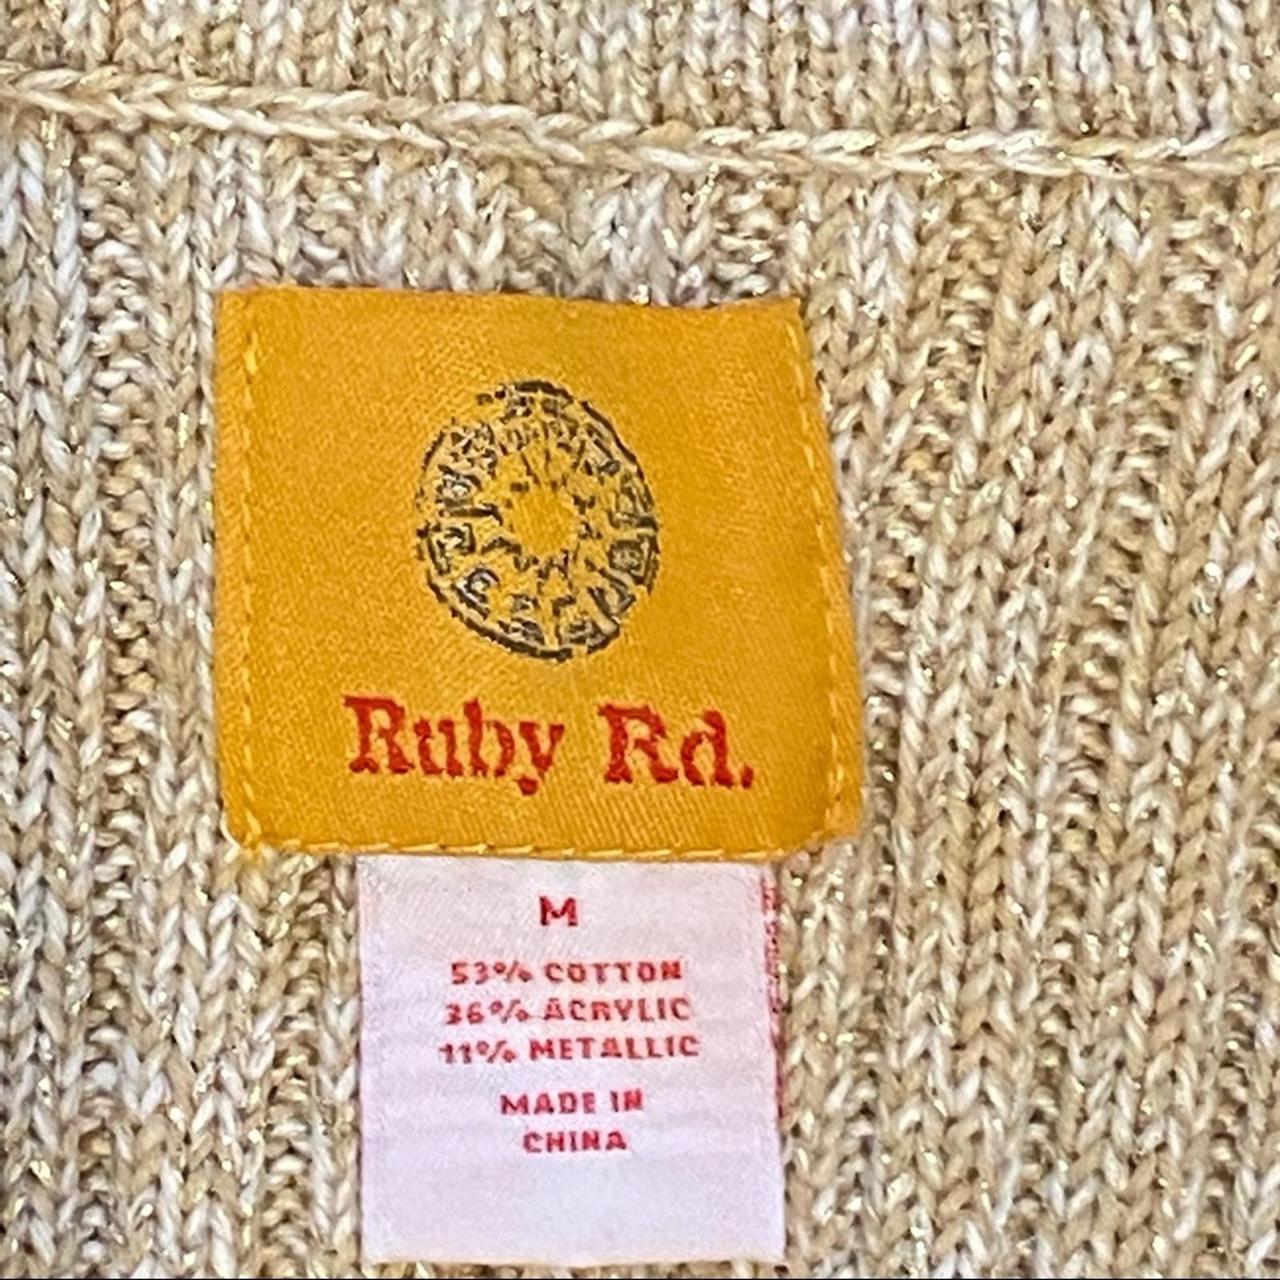 Ruby Rd.
M
53% COTTON
36% ACRYLIC
11% METALLIC
MADE IN
CHINA